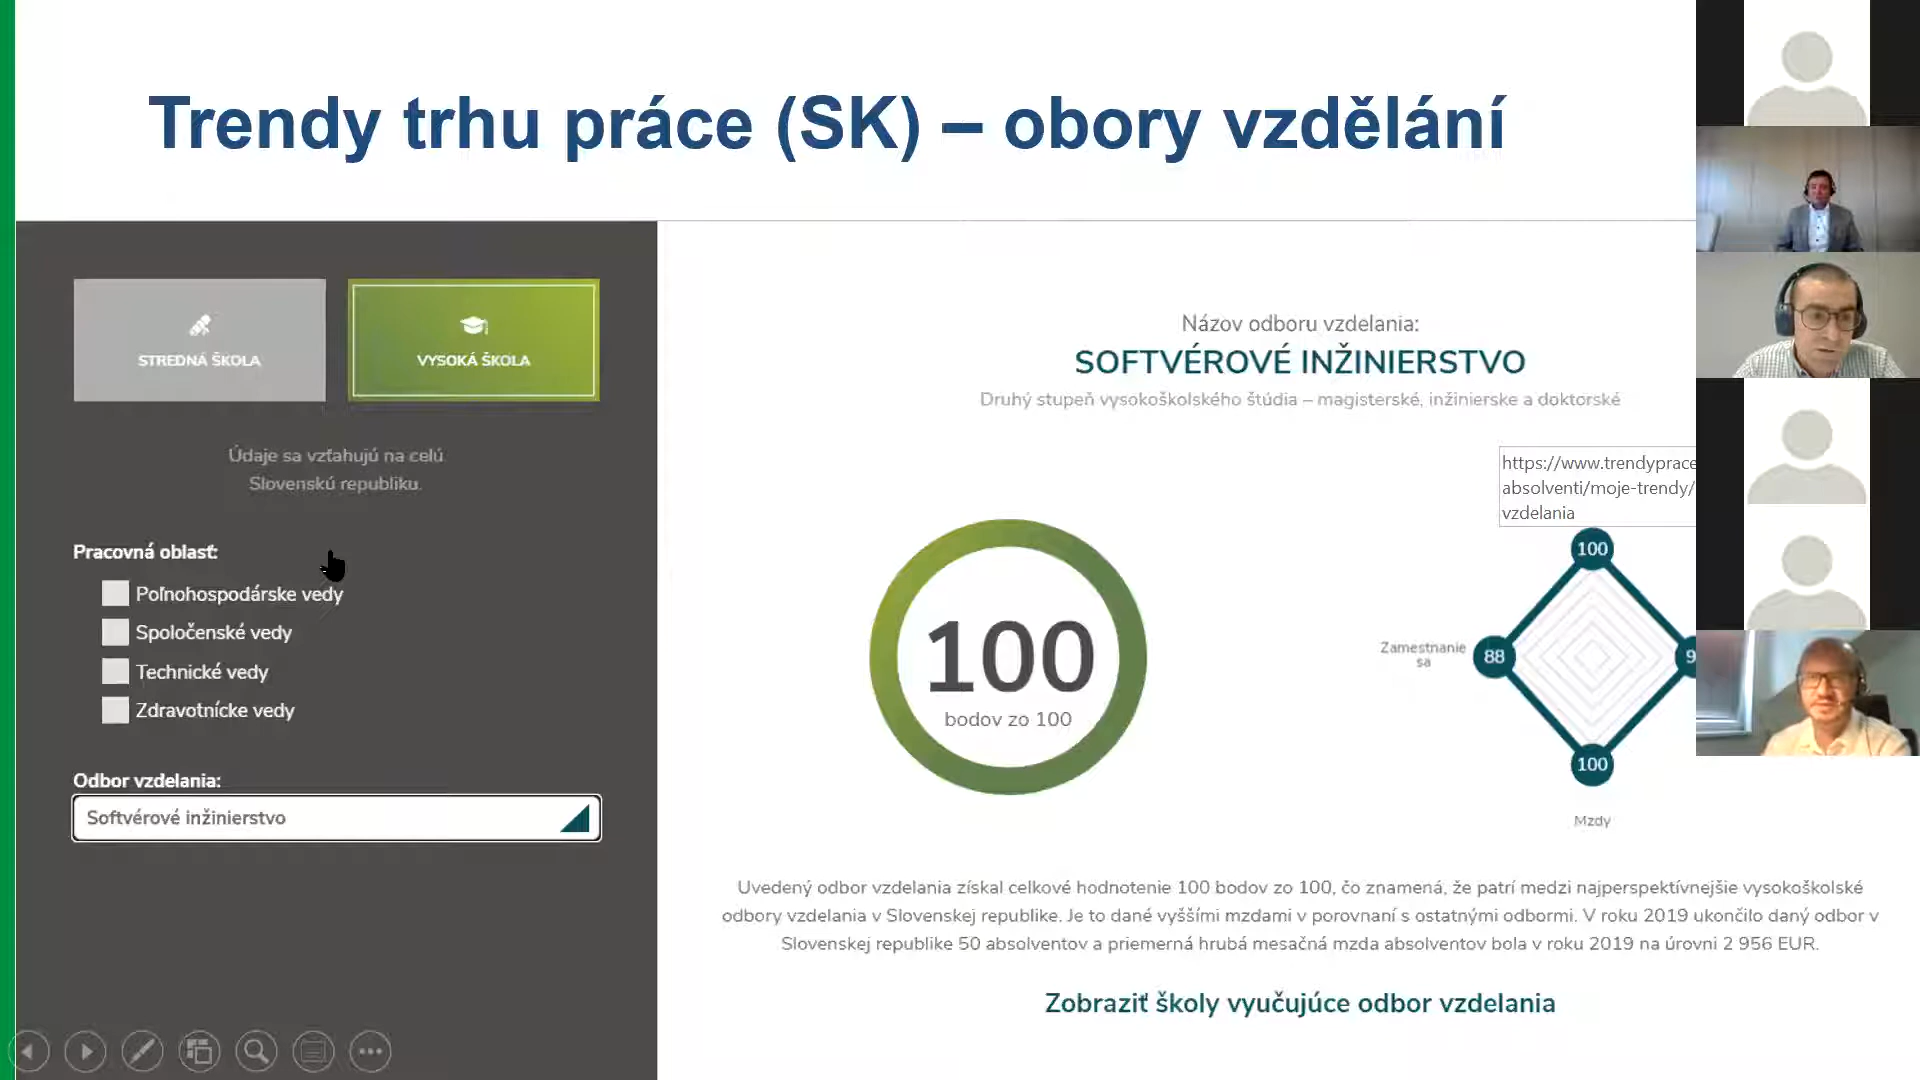 Trendy trhu práce (SK) – obory vzdělání
STREDNÁ ŠKOLA
VYSOKÁ ŠKOLA
Údaje sa vzťahujú na celú
Slovenskú republiku.
Pracovná oblasť:
Poľnohospodárske vedy
Spoločenské vedy
Technické vedy
Zdravotnícke vedy
Odbor vzdelania:
Softvérové inžinierstvo
Názov odboru vzdelania:
SOFTVÉROVÉ INŽINIERSTVO
Druhý stupeň vysokoškolského štúdia – magisterské, inžinierske a doktorské
https://www.trendyprace
absolventi/moje-trendy/
vzdelania
100
bodov zo 100
100
Zamestnanie
sa
88
9
100
Mzdy
Uvedený odbor vzdelania získal celkové hodnotenie 100 bodov zo 100, čo znamená, že patrí medzi najperspektívnejšie vysokoškolské
odbory vzdelania v Slovenskej republike. Je to dané vyššími mzdami v porovnaní s ostatnými odbormi. V roku 2019 ukončilo daný odbor v
Slovenskej republike 50 absolventov a priemerná hrubá mesačná mzda absolventov bola v roku 2019 na úrovni 2 956 EUR.
Zobraziť školy vyučujúce odbor vzdelania